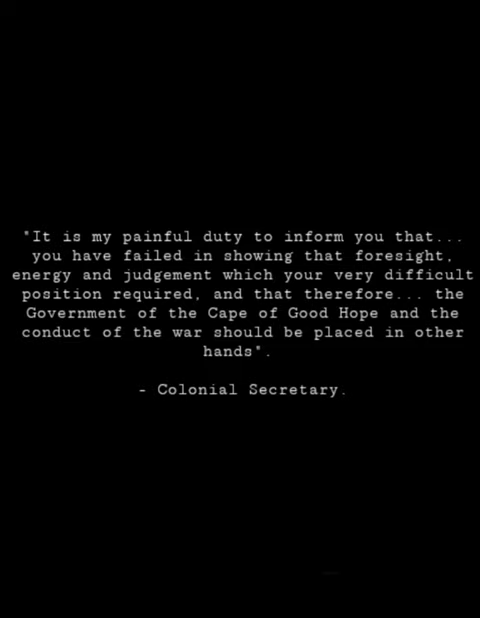 "It is my painful duty to inform you that...
you have failed in showing that foresight,
energy and judgement which your very difficult
position required, and that therefore... the
Government of the Cape of Good Hope and the
conduct of the war should be placed in other
hands".
- Colonial Secretary.